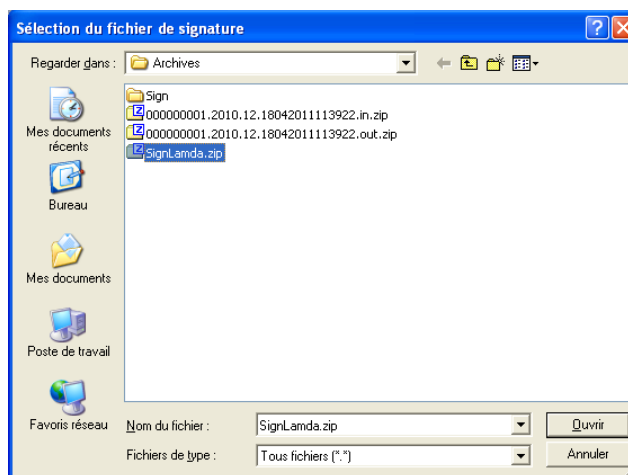 Sélection du fichier de signature
Regarder dans :
Archives
Mes documents
récents
Bureau
Mes documents
Poste de travail
Favoris réseau
Sign
000000001.2010.12.18042011113922.in.zip
000000001.2010.12.18042011113922.out.zip
SignLamda.zip
Nom du fichier :
SignLamda.zip
Ouvrir
Fichiers de type :
Tous fichiers (*.*)
Annuler